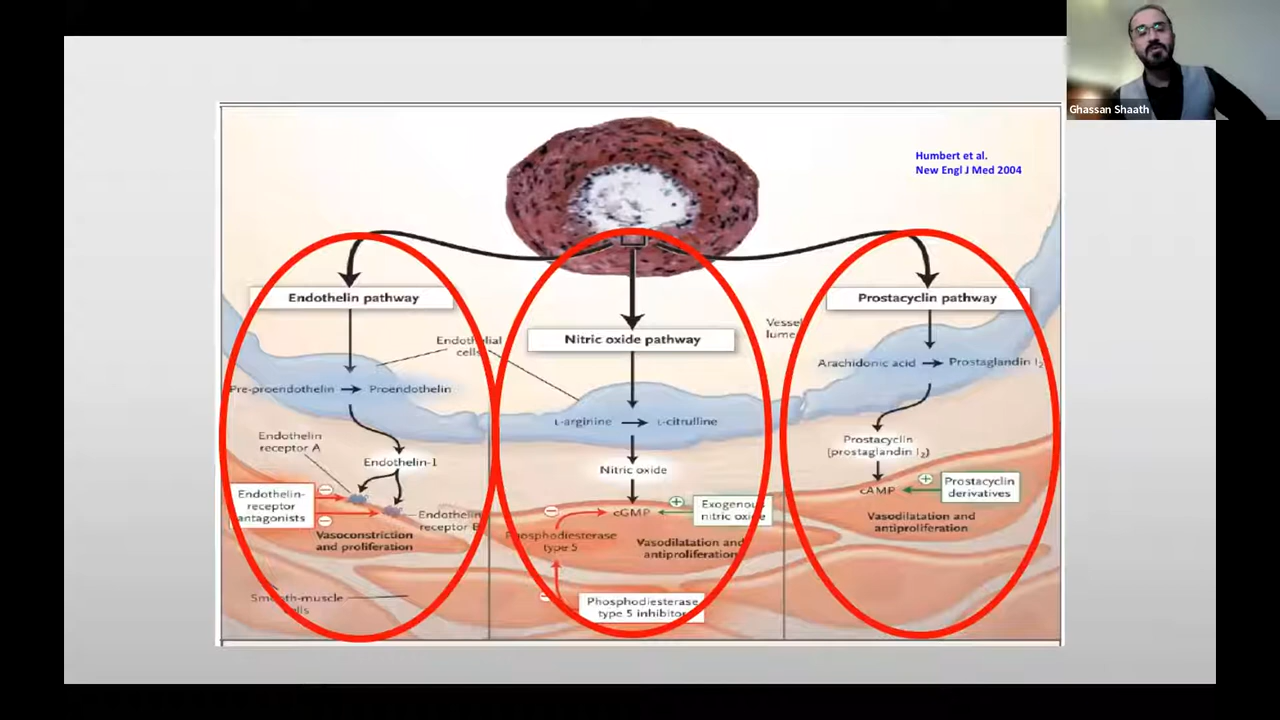 Ghassan Shaath
Humbert et al.
New Engl J Med 2004
Endothelin pathway
Nitric oxide pathway
Prostacyclin pathway
Endothelial
cells
Vessel
lume
Pre-proendothelin
Proendothelin
Endothelin
receptor A
Endothelin-1
Endothelin-
receptor
antagonists
Endothelin
receptor B
Vasoconstriction
and proliferation
Smooth-muscle
cells
L-arginine
L-citrulline
Nitric oxide
cGMP
Exogenous
nitric oxide
Phosphodiesterase
type 5
Vasodilatation and
antiproliferation
Phosphodiesterase
type 5 inhibitor
Arachidonic acid
Prostaglandin I₂
Prostacyclin
(prostaglandin I₂)
cAMP
Prostacyclin
derivatives
Vasodilatation and
antiproliferation